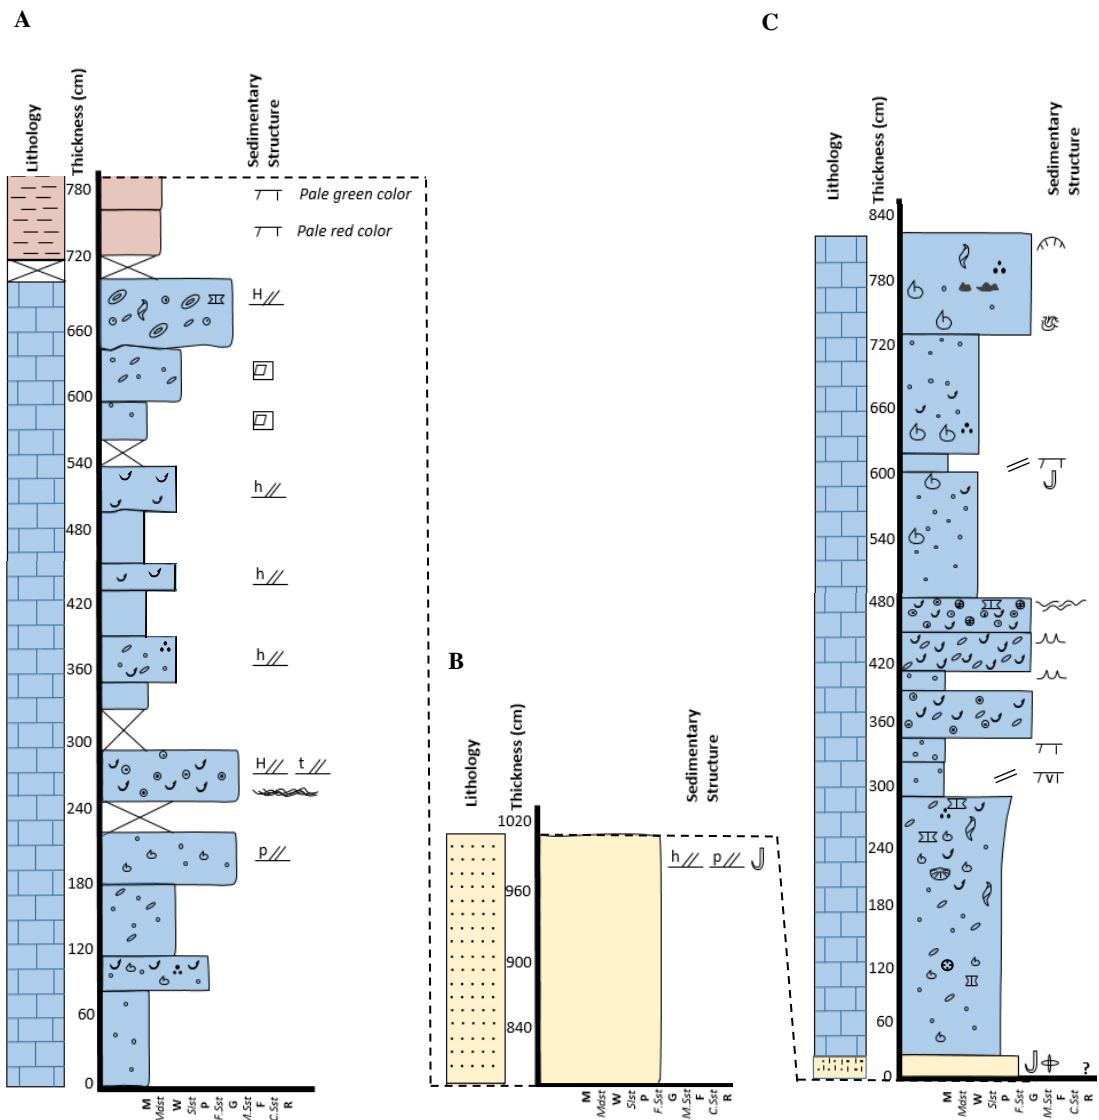 A
Lithology
Thickness (cm)
Sedimentary
Structure
780
Pale green color
Pale red color
720
H
660
600
540
h
480
h
420
h
360
300
H
t
240
p
180
120
60
0
M Mdst W Slst P F.Sst G M.Sst F C.Sst R
B
Lithology
Thickness (cm)
Sedimentary
Structure
1020
h
p
960
900
840
M Mdst W Slst P F.Sst G M.Sst F C.Sst R
C
Lithology
Thickness (cm)
Sedimentary
Structure
840
780
720
660
600
540
480
420
360
300
v
240
180
120
60
?
0
M Mdst W Slst P F.Sst G M.Sst F C.Sst R